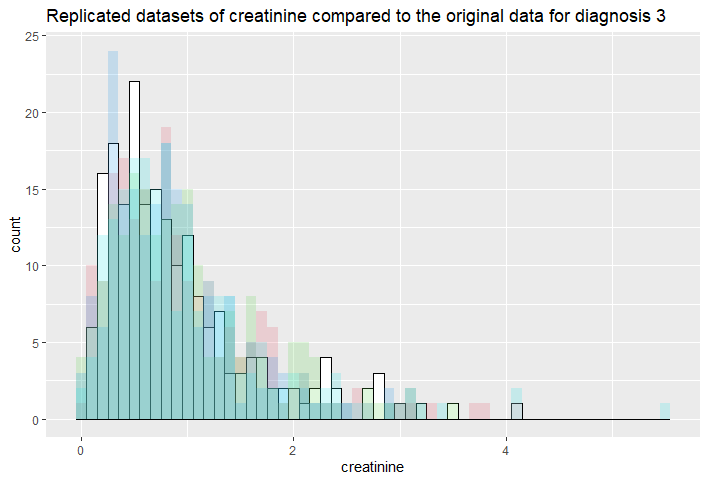 Replicated datasets of creatinine compared to the original data for diagnosis 3
25
20
15
10
5
0
count
0 2 4
creatinine